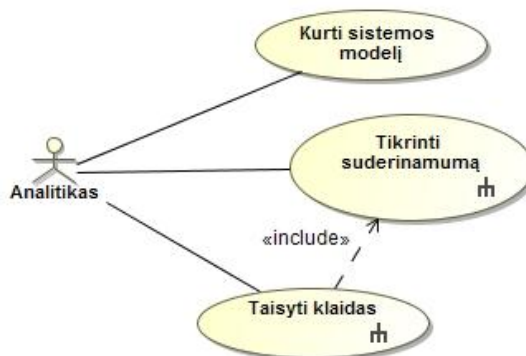 Kurti sistemos
modelį
Tikrinti
suderinamumą
Analitikas
«include»
Taisyti klaidas